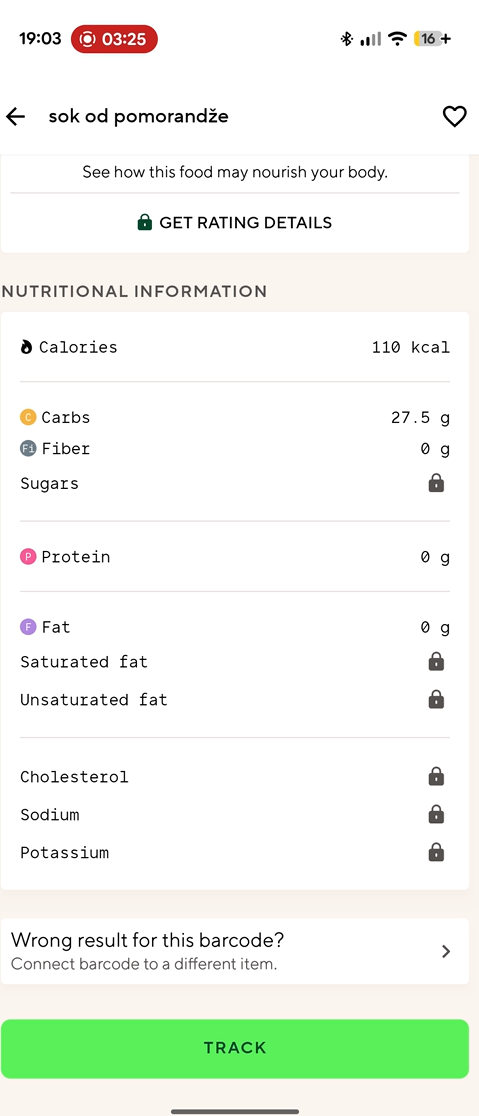 19:03 03:25 16+
sok od pomorandže
See how this food may nourish your body.
GET RATING DETAILS
NUTRITIONAL INFORMATION
Calories 110 kcal
C Carbs 27.5 g
Fi Fiber 0 g
Sugars
P Protein 0 g
F Fat 0 g
Saturated fat
Unsaturated fat
Cholesterol
Sodium
Potassium
Wrong result for this barcode?
Connect barcode to a different item.
TRACK